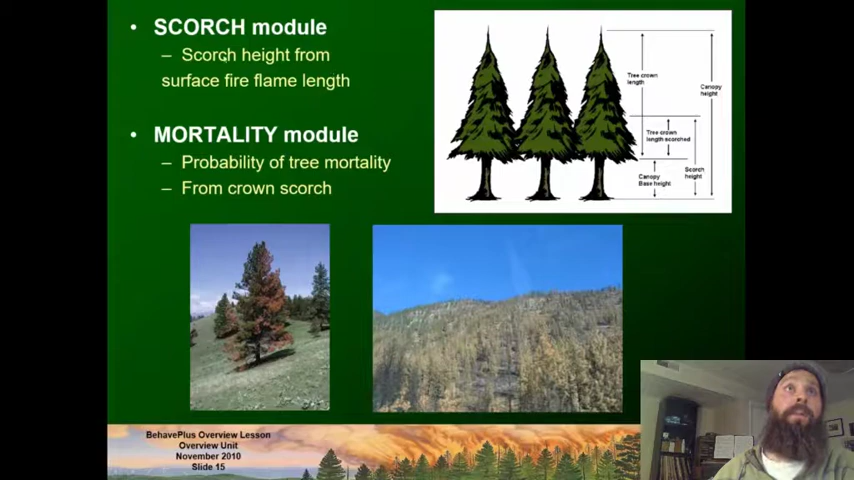 • SCORCH module
– Scorch height from
surface fire flame length
• MORTALITY module
– Probability of tree mortality
– From crown scorch
Tree crown
length
Canopy
height
Tree crown
length scorched
Scorch
height
Canopy
Base height
BehavePlus Overview Lesson
Overview Unit
November 2010
Slide 15